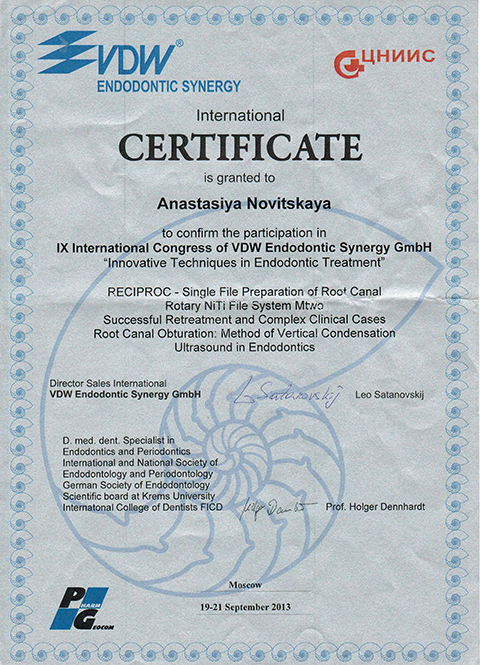 VDW®
ENDODONTIC SYNERGY
ЦНИИС
International
CERTIFICATE
is granted to
Anastasiya Novitskaya
to confirm the participation in
IX International Congress of VDW Endodontic Synergy GmbH
“Innovative Techniques in Endodontic Treatment”
RECIPROC - Single File Preparation of Root Canal
Rotary NiTi File System Mtwo
Successful Retreatment and Complex Clinical Cases
Root Canal Obturation: Method of Vertical Condensation
Ultrasound in Endodontics
Director Sales International
VDW Endodontic Synergy GmbH
L Satanovskij
Leo Satanovskij
D. med. dent. Specialist in
Endodontics and Periodontics
International and National Society of
Endodontology and Periodontology
German Society of Endodontology
Scientific board at Krems University
Internatonal College of Dentists FICD
Prof. Holger Dennhardt
Moscow
19-21 September 2013
PHARM
GEOCOM